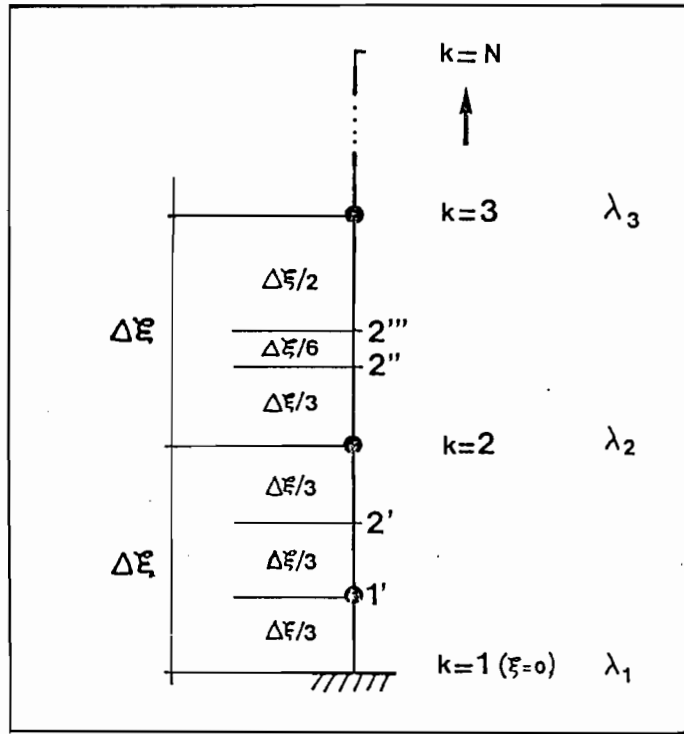 k=N
k=3 λ₃
Δξ/2
Δξ 2'''
Δξ/6
2''
Δξ/3
k=2 λ₂
Δξ/3
2'
Δξ Δξ/3
1'
Δξ/3
k=1 (ξ=0) λ₁